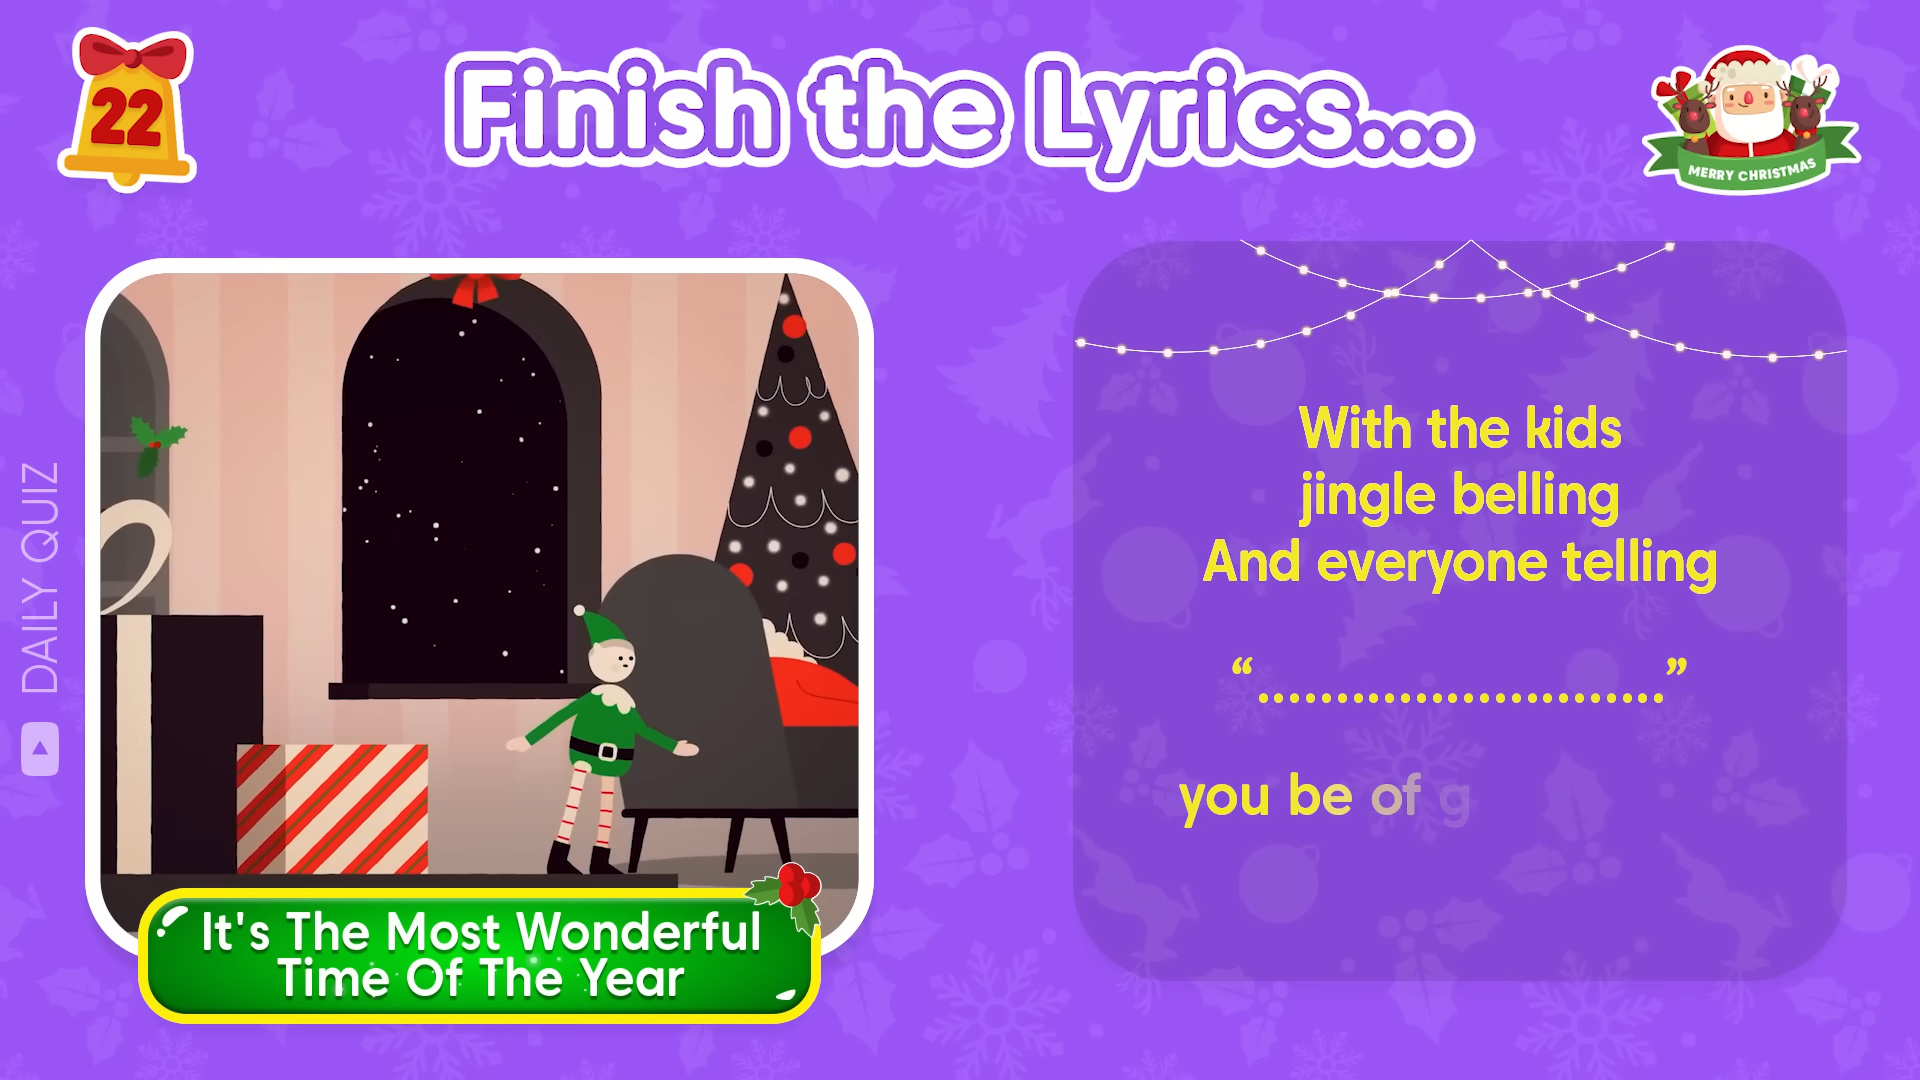 22
Finish the Lyrics...
MERRY CHRISTMAS
DAILY QUIZ
With the kids
jingle belling
And everyone telling
“..........................”
you be of g
It's The Most Wonderful
Time Of The Year